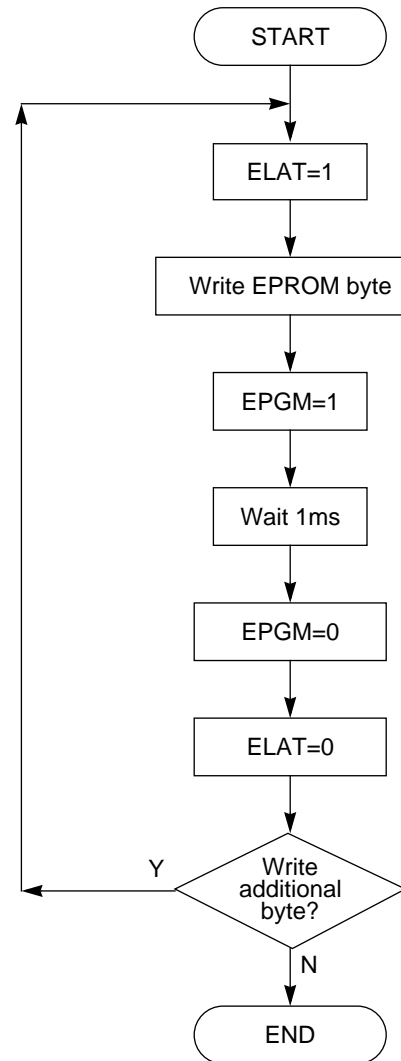 START
ELAT=1
Write EPROM byte
EPGM=1
Wait 1ms
EPGM=0
ELAT=0
Y
Write
additional
byte?
N
END